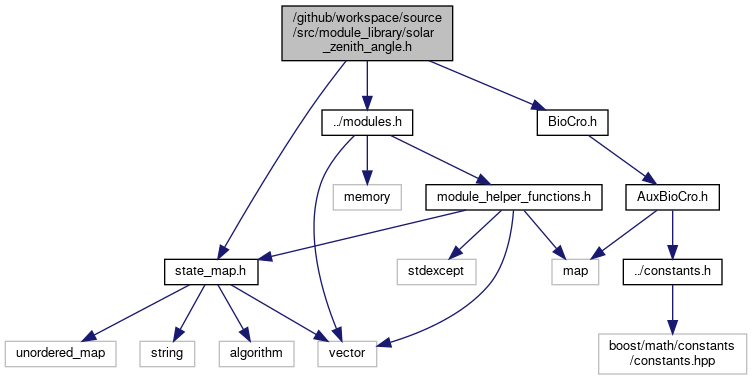 /github/workspace/source
/src/module_library/solar
_zenith_angle.h
../modules.h
BioCro.h
memory
module_helper_functions.h
AuxBioCro.h
state_map.h
stdexcept
map
../constants.h
unordered_map
string
algorithm
vector
boost/math/constants
/constants.hpp